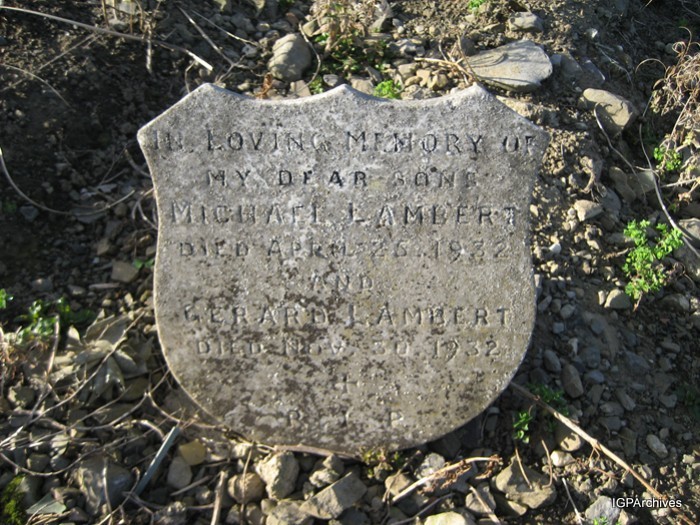 IN LOVING MEMORY OF
MY DEAR SONS
MICHAEL LAMBERT
DIED APRIL 25 1932
AND
GERARD LAMBERT
DIED NOV 30 1932
R I P
IGPArchives